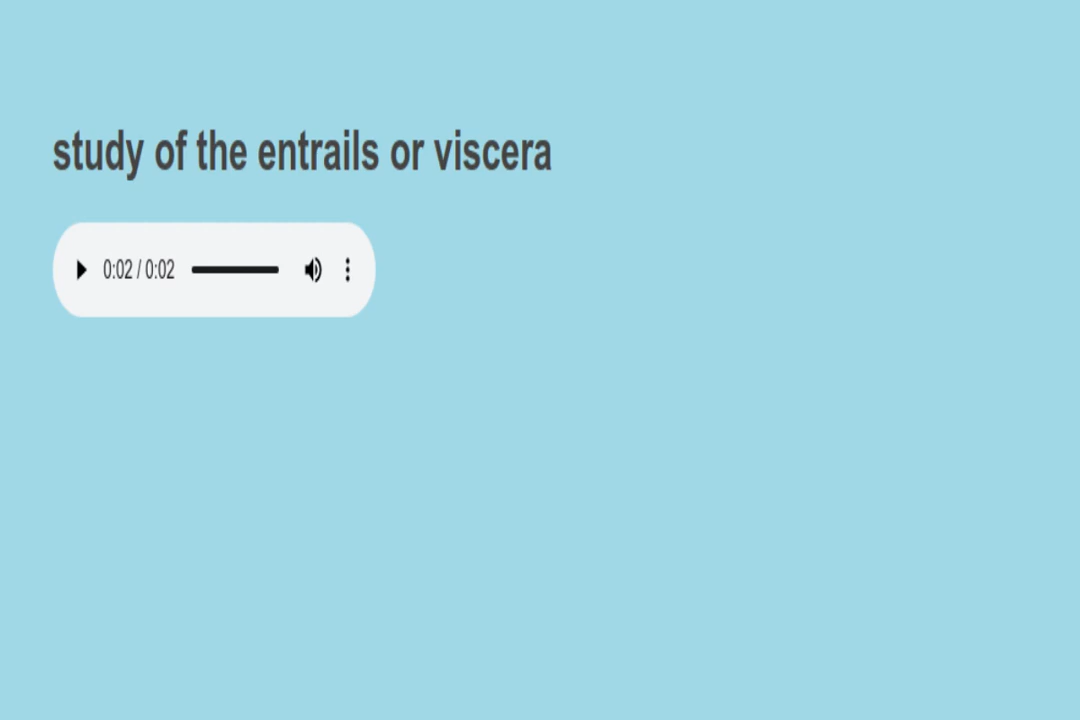 study of the entrails or viscera
0:02 / 0:02